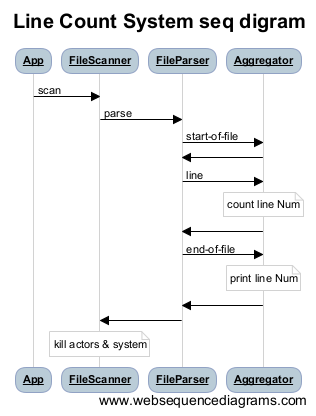 Line Count System seq digram
App FileScanner FileParser Aggregator
scan
parse
start-of-file
line
count line Num
end-of-file
print line Num
kill actors & system
App FileScanner FileParser Aggregator
www.websequencediagrams.com